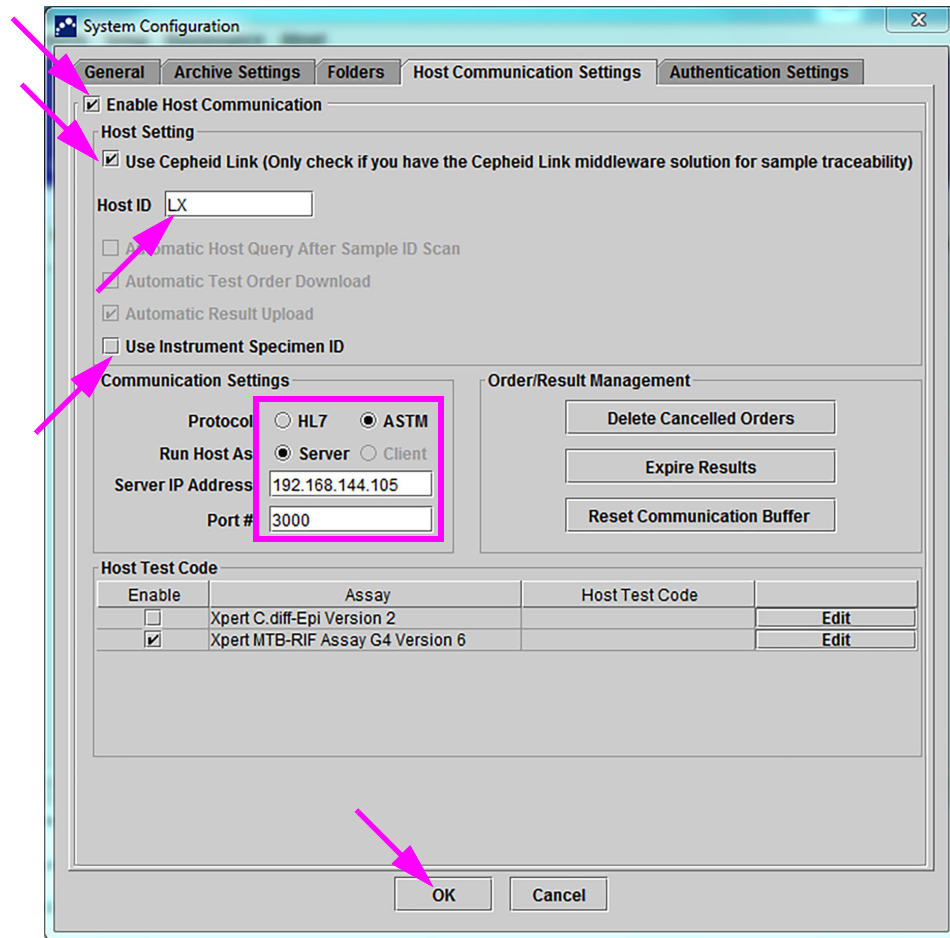 System Configuration
General Archive Settings Folders Host Communication Settings Authentication Settings
Enable Host Communication
Host Setting
Use Cepheid Link (Only check if you have the Cepheid Link middleware solution for sample traceability)
Host ID LX
Automatic Host Query After Sample ID Scan
Automatic Test Order Download
Automatic Result Upload
Use Instrument Specimen ID
Communication Settings
Protocol HL7 ASTM
Run Host As Server Client
Server IP Address 192.168.144.105
Port # 3000
Order/Result Management
Delete Cancelled Orders
Expire Results
Reset Communication Buffer
Host Test Code
Enable Assay Host Test Code
Xpert C.diff-Epi Version 2 Edit
Xpert MTB-RIF Assay G4 Version 6 Edit
OK Cancel